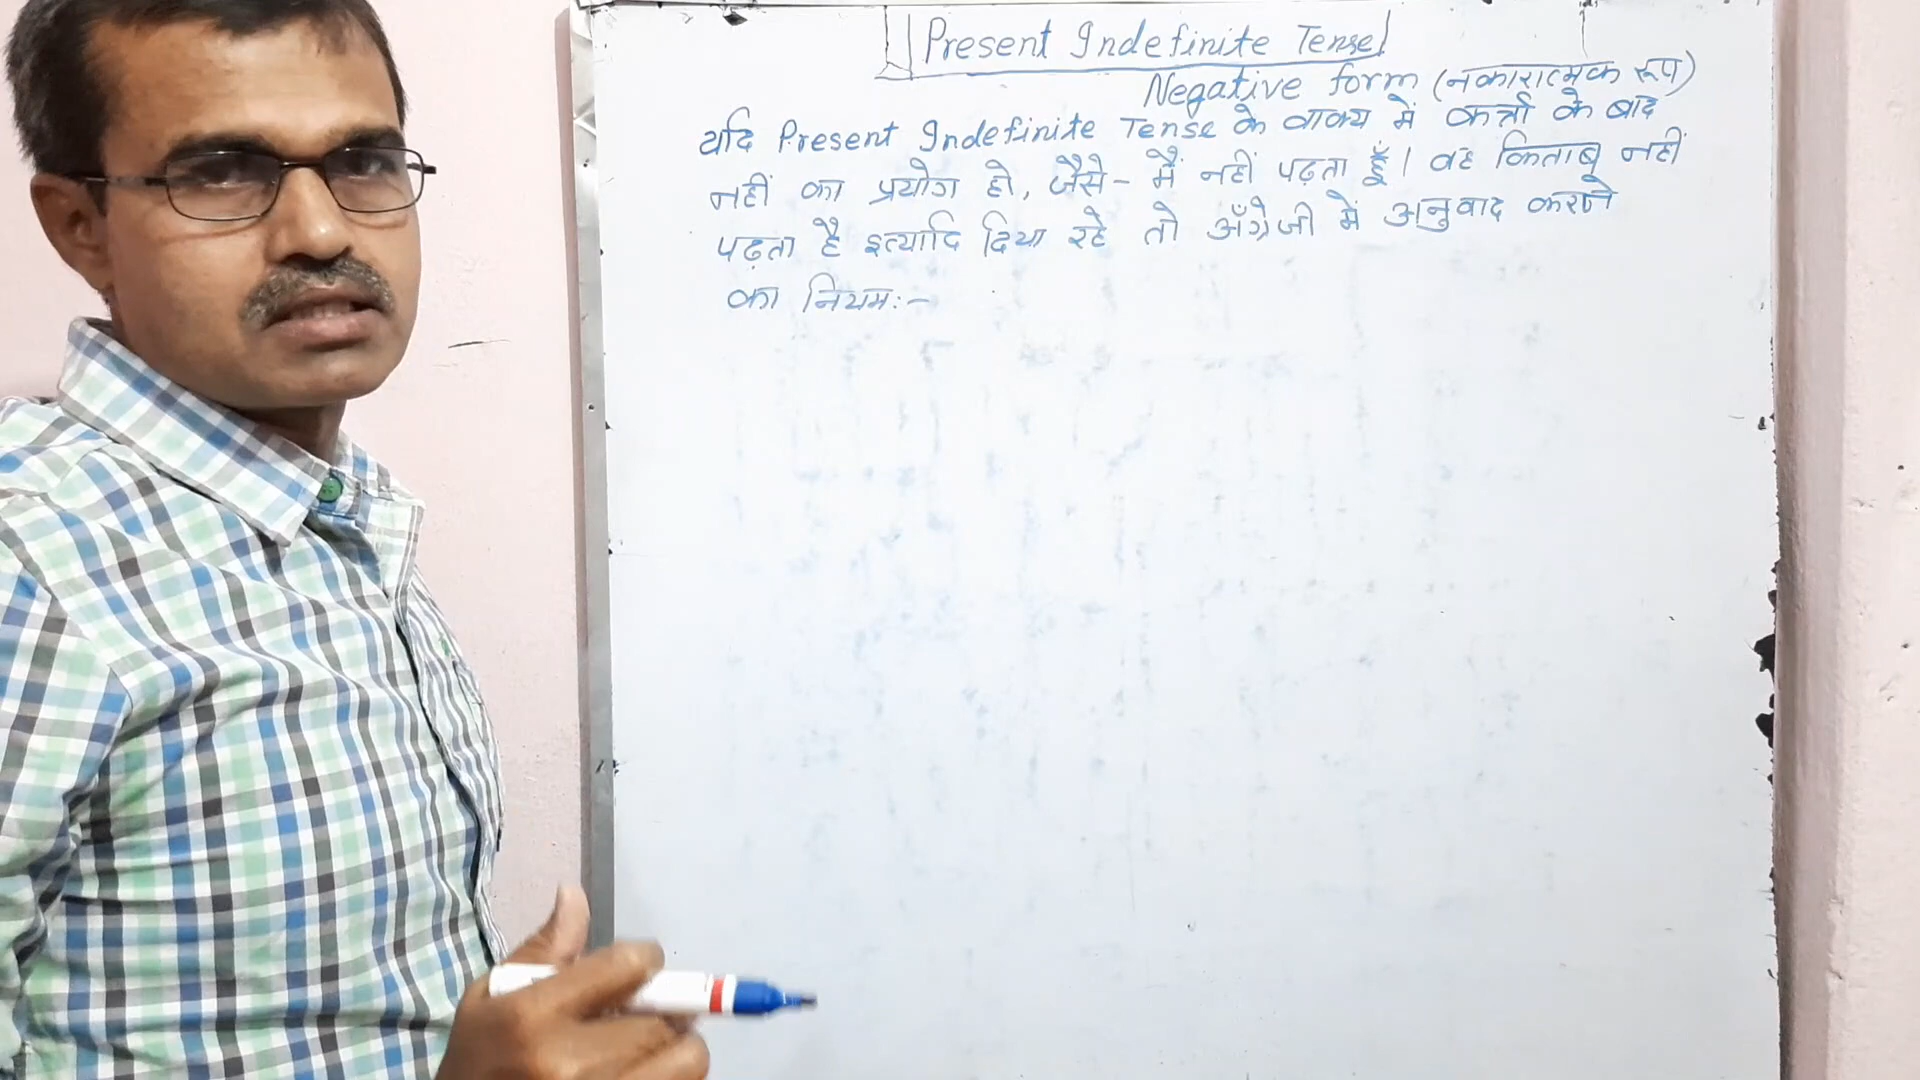 Present Indefinite Tense
Negative form (नकारात्मक रूप)
यदि Present Indefinite Tense के वाक्य में कर्त्ता के बाद
नहीं का प्रयोग हो, जैसे- मैं नहीं पढ़ता हूँ। वह किताब नहीं
पढ़ता है इत्यादि दिया रहे तो अँग्रेजी में अनुवाद करने
का नियम:-